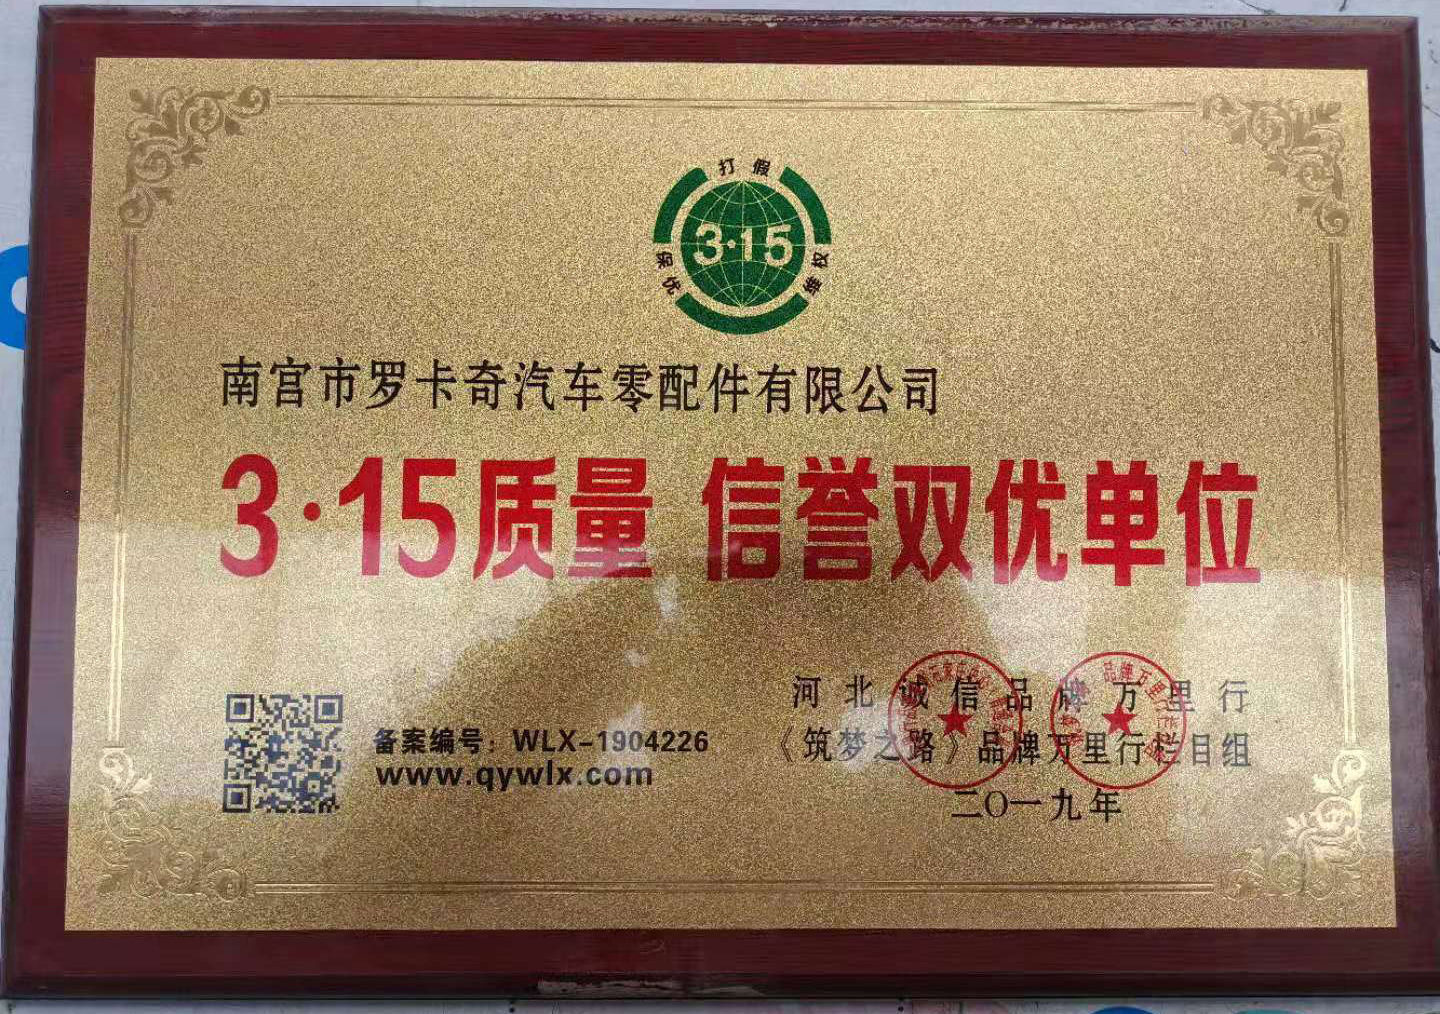 打假
3·15
扬优
维权
南宫市罗卡奇汽车零配件有限公司
3·15质量 信誉双优单位
河北诚信品牌万里行
备案编号：WLX-1904226
《筑梦之路》品牌万里行栏目组
www.qywlx.com
二〇一九年